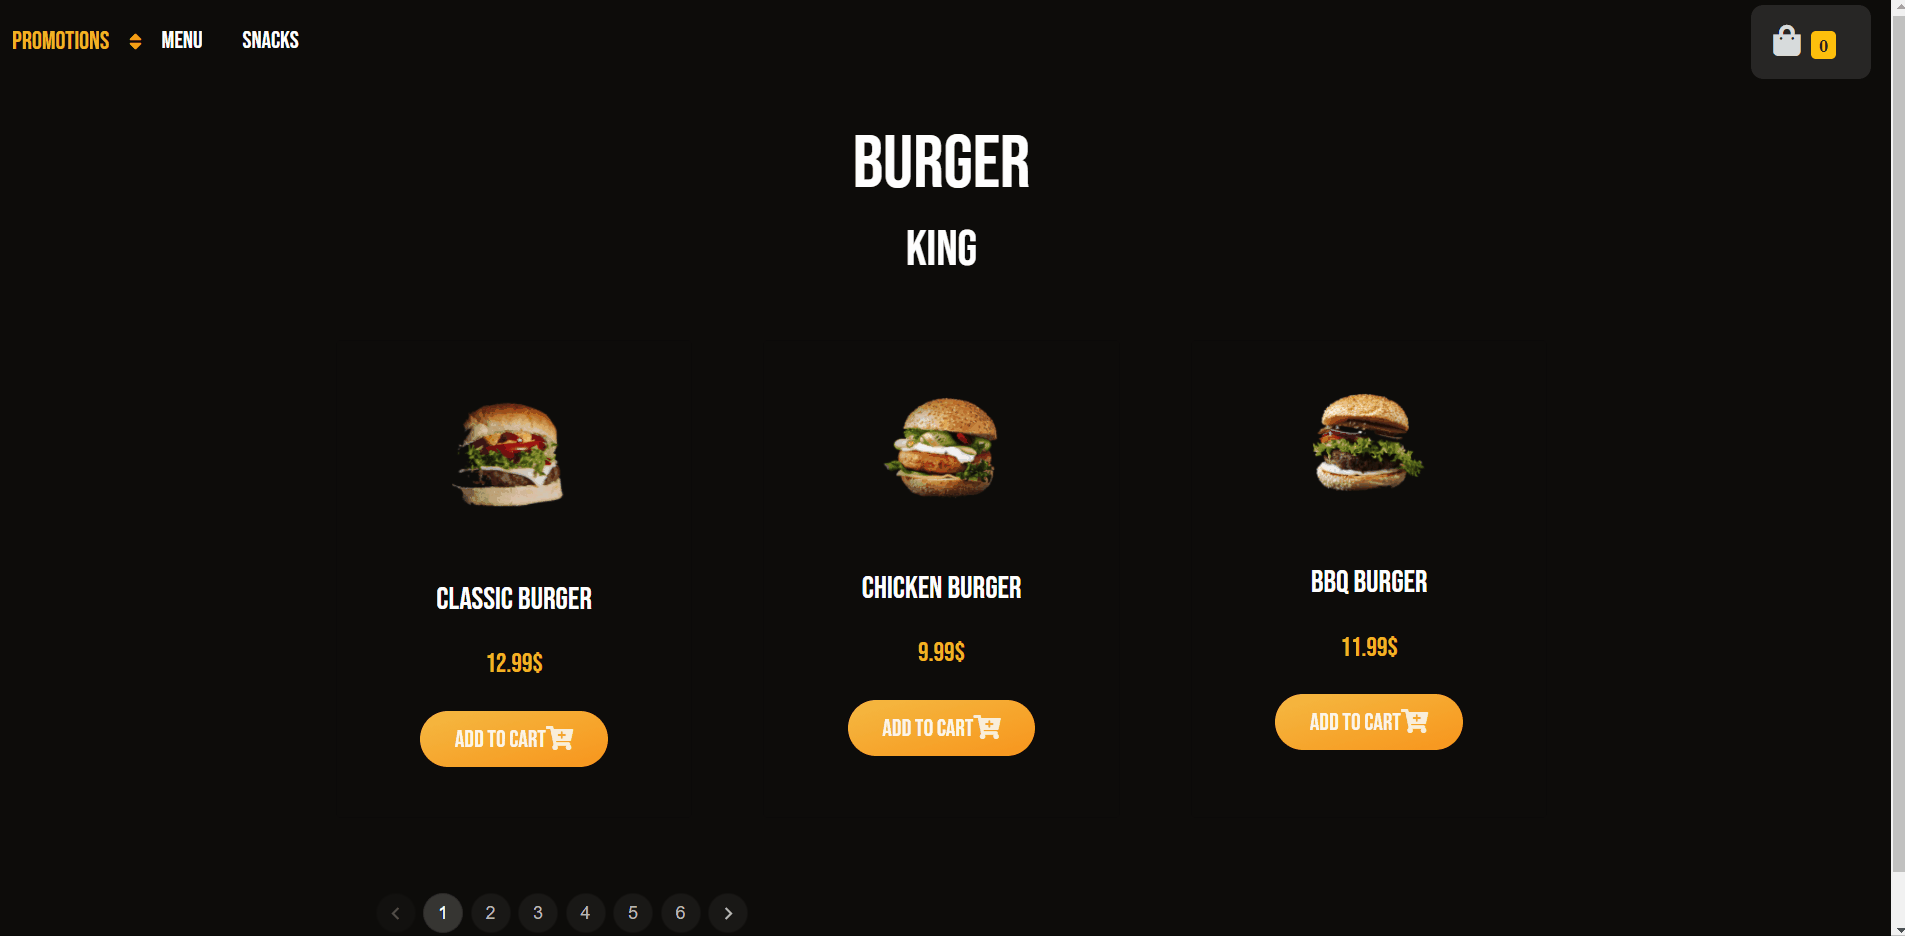 PROMOTIONS MENU SNACKS 0
BURGER
KING
CLASSIC BURGER
12.99$
ADD TO CART
CHICKEN BURGER
9.99$
ADD TO CART
BBQ BURGER
11.99$
ADD TO CART
1 2 3 4 5 6